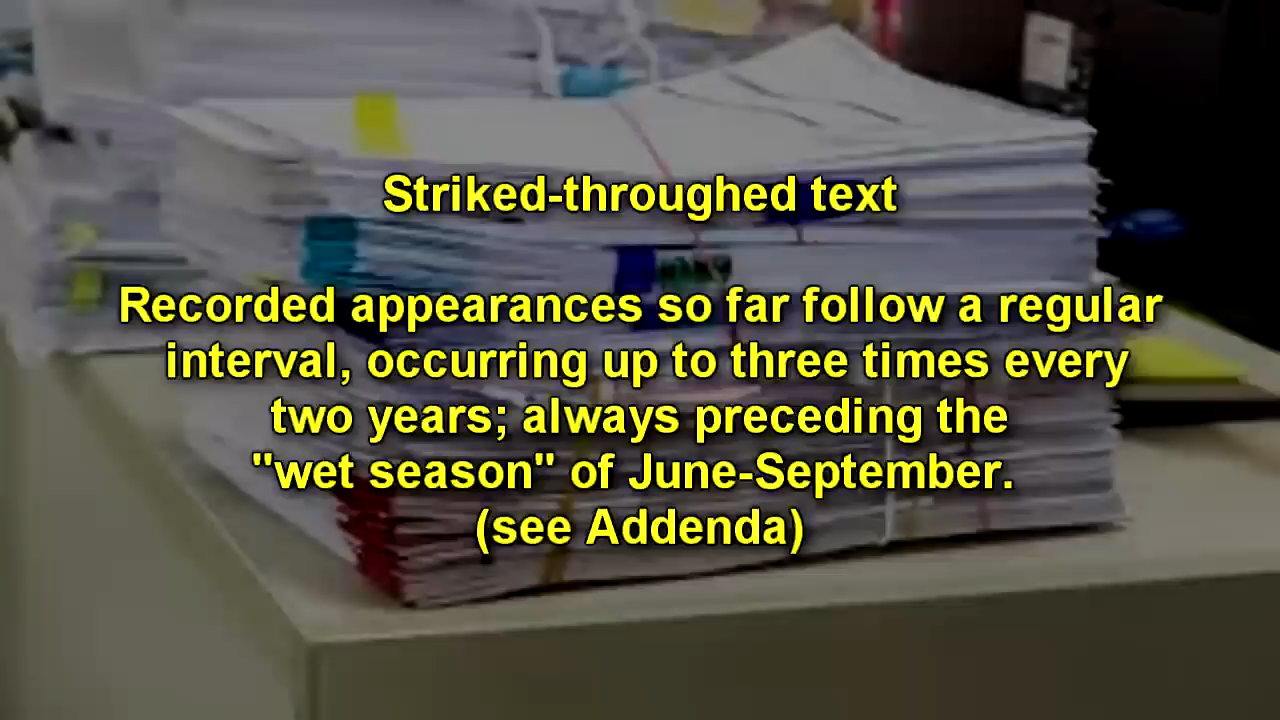 Striked-throughed text
Recorded appearances so far follow a regular
interval, occurring up to three times every
two years; always preceding the
"wet season" of June-September.
(see Addenda)